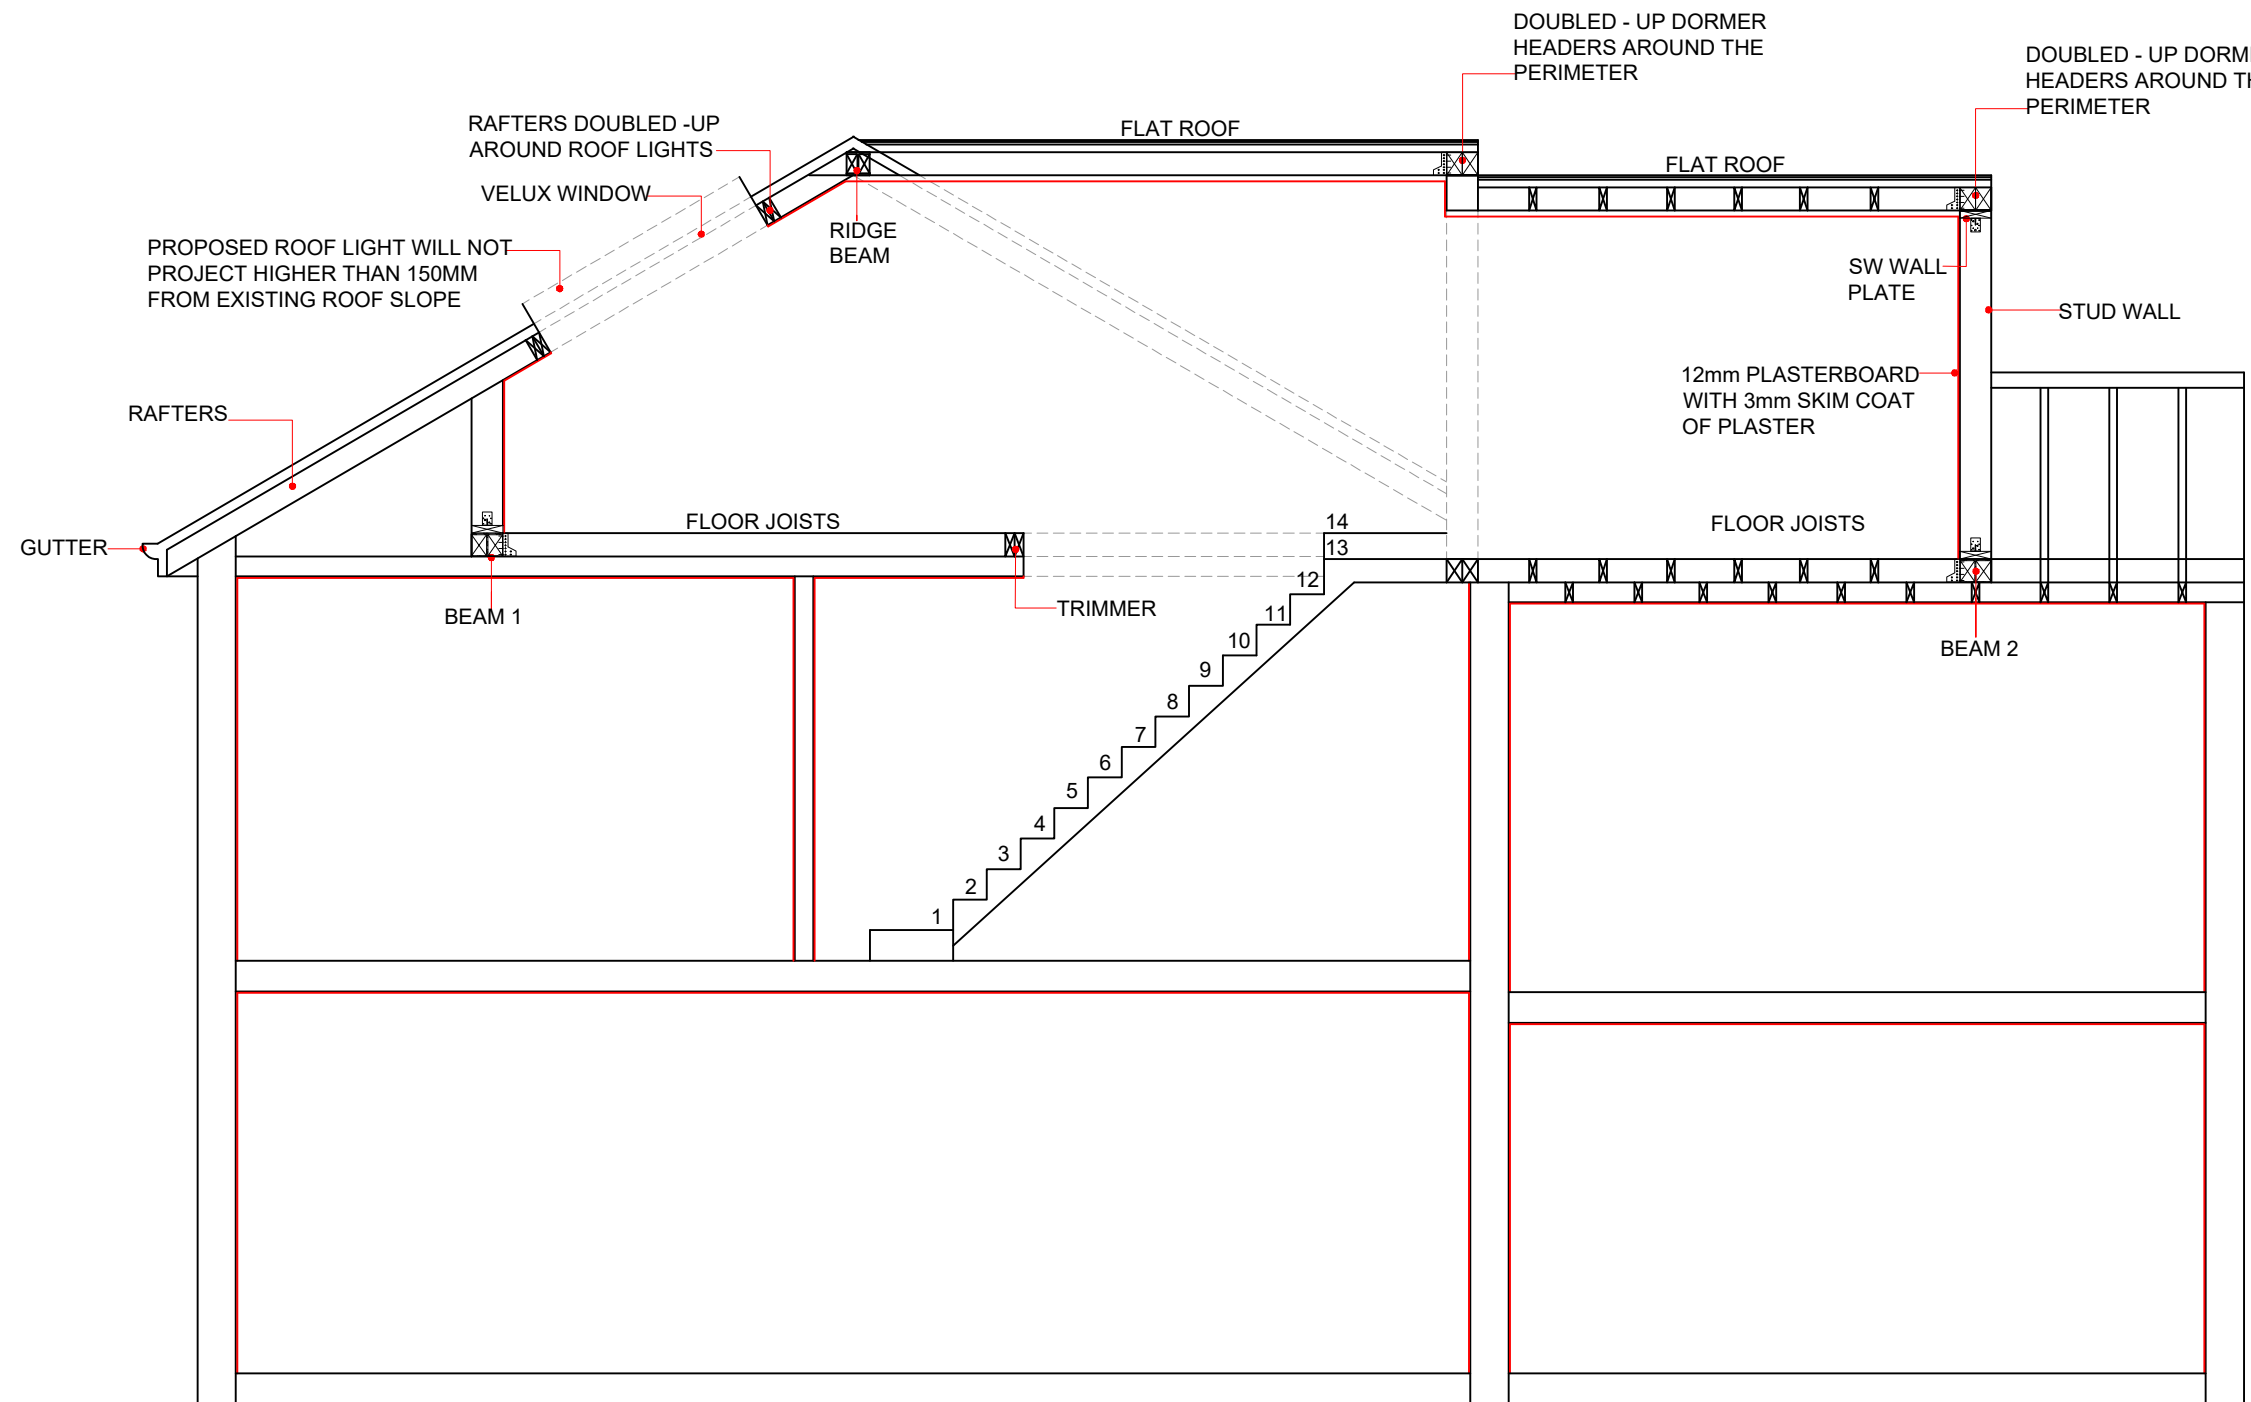 DOUBLED - UP DORMER
HEADERS AROUND THE
PERIMETER
DOUBLED - UP
HEADERS AROUND
PERIMETER
RAFTERS DOUBLED -UP
AROUND ROOF LIGHTS
FLAT ROOF
FLAT ROOF
VELUX WINDOW
RIDGE
BEAM
PROPOSED ROOF LIGHT WILL NOT
PROJECT HIGHER THAN 150MM
FROM EXISTING ROOF SLOPE
SW WALL
PLATE
STUD WALL
12mm PLASTERBOARD
WITH 3mm SKIM COAT
OF PLASTER
RAFTERS
FLOOR JOISTS
FLOOR JOISTS
GUTTER
14
13
12
11
10
9
8
7
6
5
4
3
2
1
BEAM 1
TRIMMER
BEAM 2